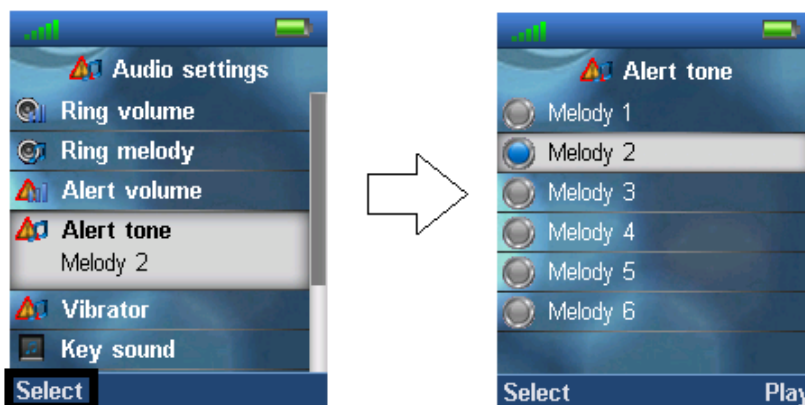 Audio settings
Ring volume
Ring melody
Alert volume
Alert tone
Melody 2
Vibrator
Key sound
Select
Alert tone
Melody 1
Melody 2
Melody 3
Melody 4
Melody 5
Melody 6
Select Play